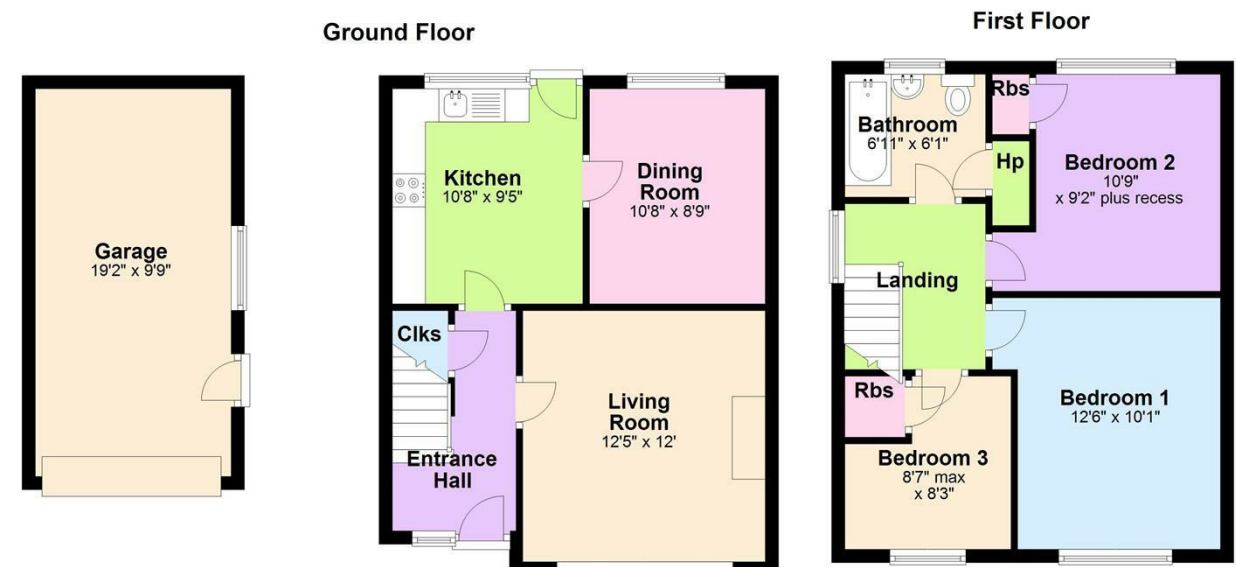 Ground Floor
First Floor
Garage
19'2" x 9'9"
Kitchen
10'8" x 9'5"
Dining
Room
10'8" x 8'9"
Clks
Living
Room
12'5" x 12'
Entrance
Hall
Bathroom
6'11" x 6'1"
Rbs
Hp
Bedroom 2
10'9"
x 9'2" plus recess
Landing
Rbs
Bedroom 1
12'6" x 10'1"
Bedroom 3
8'7" max
x 8'3"